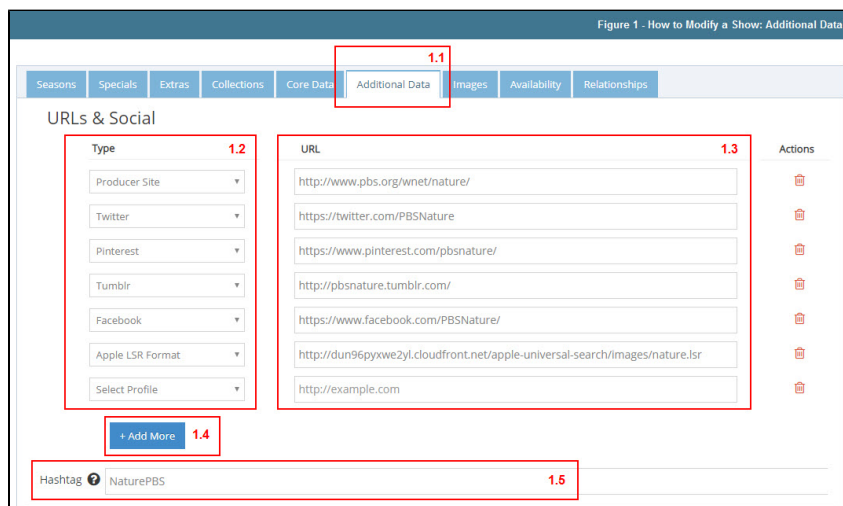 Figure 1 - How to Modify a Show: Additional Data
1.1
Seasons Specials Extras Collections Core Data Additional Data Images Availability Relationships
URLs & Social
Type 1.2 URL 1.3 Actions
Producer Site http://www.pbs.org/wnet/nature/
Twitter https://twitter.com/PBSNature
Pinterest https://www.pinterest.com/pbsnature/
Tumblr http://pbsnature.tumblr.com/
Facebook https://www.facebook.com/PBSNature/
Apple LSR Format http://dun96pyxwe2yl.cloudfront.net/apple-universal-search/images/nature.lsr
Select Profile http://example.com
+ Add More 1.4
Hashtag ? NaturePBS 1.5